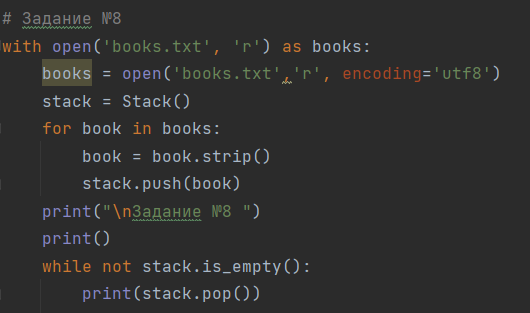 # Задание №8
with open('books.txt', 'r') as books:
    books = open('books.txt','r', encoding='utf8')
    stack = Stack()
    for book in books:
        book = book.strip()
        stack.push(book)
    print("\nЗадание №8 ")
    print()
    while not stack.is_empty():
        print(stack.pop())